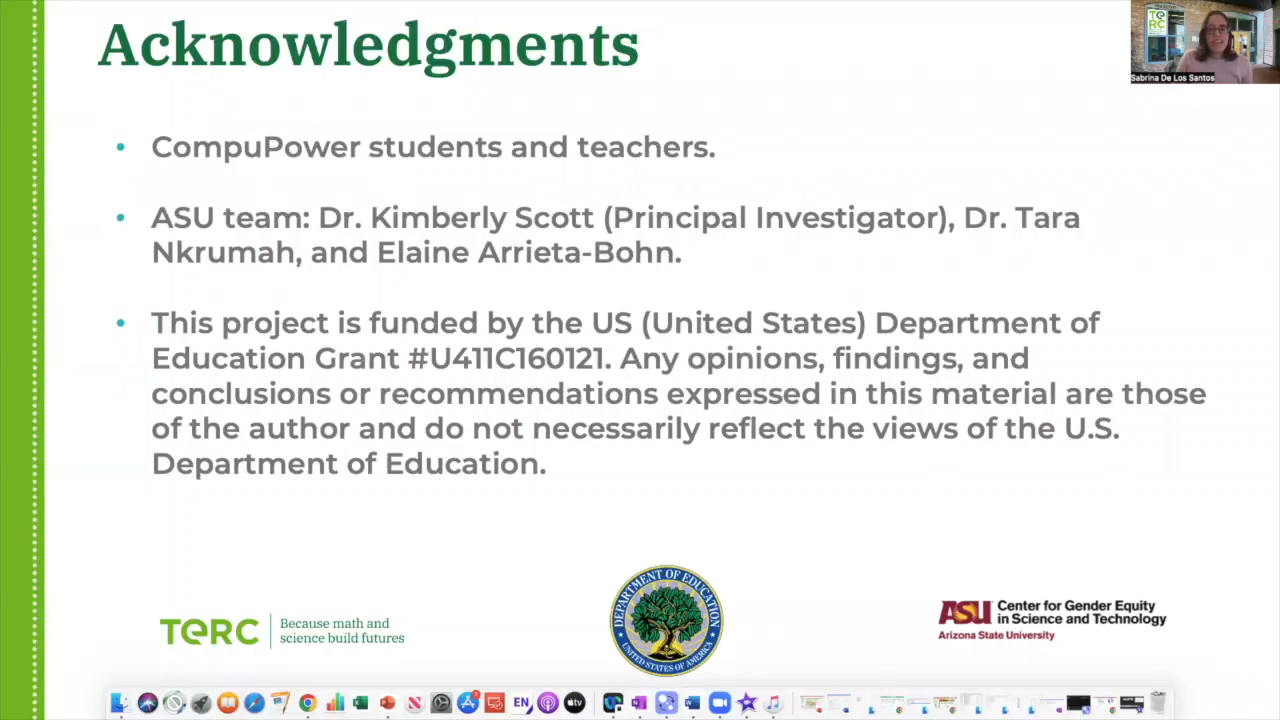 Acknowledgments
TERC
Sabrina De Los Santos
• CompuPower students and teachers.
• ASU team: Dr. Kimberly Scott (Principal Investigator), Dr. Tara
Nkrumah, and Elaine Arrieta-Bohn.
• This project is funded by the US (United States) Department of
Education Grant #U411C160121. Any opinions, findings, and
conclusions or recommendations expressed in this material are those
of the author and do not necessarily reflect the views of the U.S.
Department of Education.
TERC
Because math and
science build futures
DEPARTMENT OF EDUCATION
UNITED STATES OF AMERICA
ASU Center for Gender Equity
in Science and Technology
Arizona State University
EN
tv